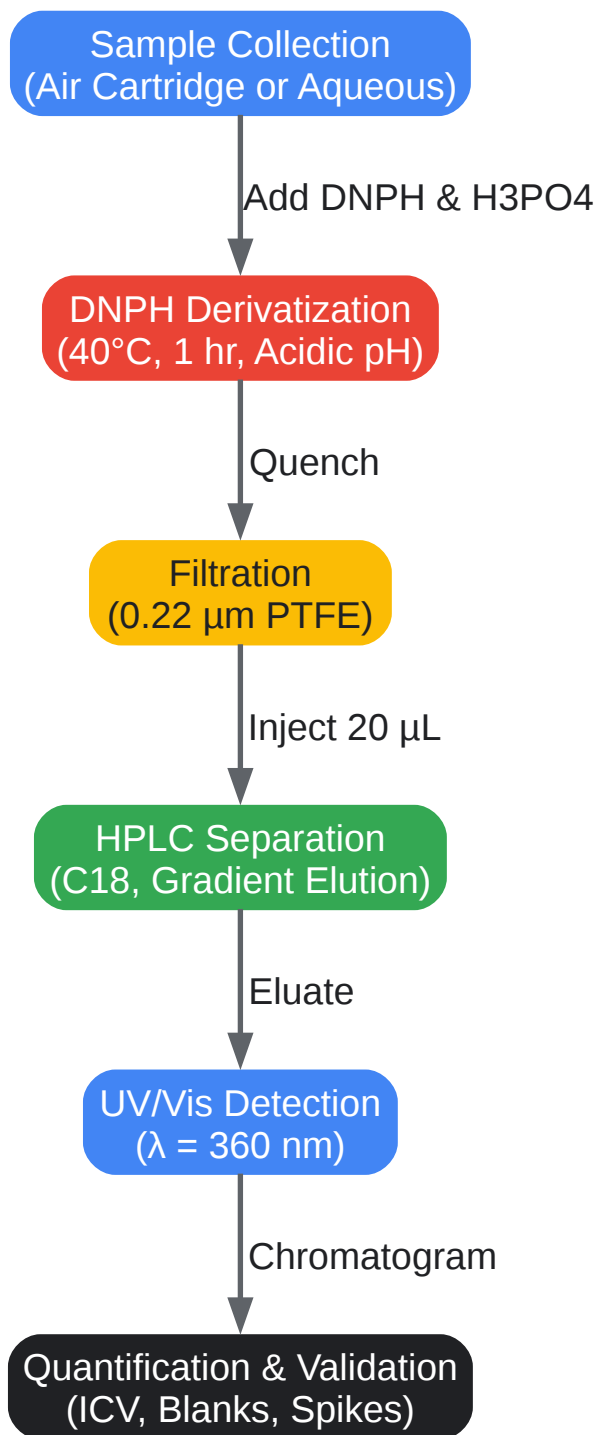 Sample Collection
(Air Cartridge or Aqueous)
Add DNPH & H3PO4
DNPH Derivatization
(40°C, 1 hr, Acidic pH)
Quench
Filtration
(0.22 µm PTFE)
Inject 20 µL
HPLC Separation
(C18, Gradient Elution)
Eluate
UV/Vis Detection
(λ = 360 nm)
Chromatogram
Quantification & Validation
(ICV, Blanks, Spikes)